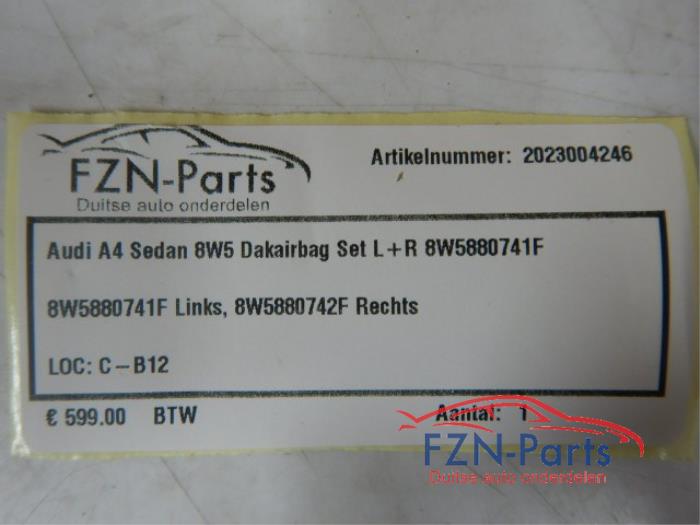 FZN-Parts
Duitse auto onderdelen
Artikelnummer: 2023004246
Audi A4 Sedan 8W5 Dakairbag Set L+R 8W5880741F
8W5880741F Links, 8W5880742F Rechts
LOC: C-B12
€ 599.00 BTW
Aantal: 1
FZN-Parts
Duitse auto onderdelen